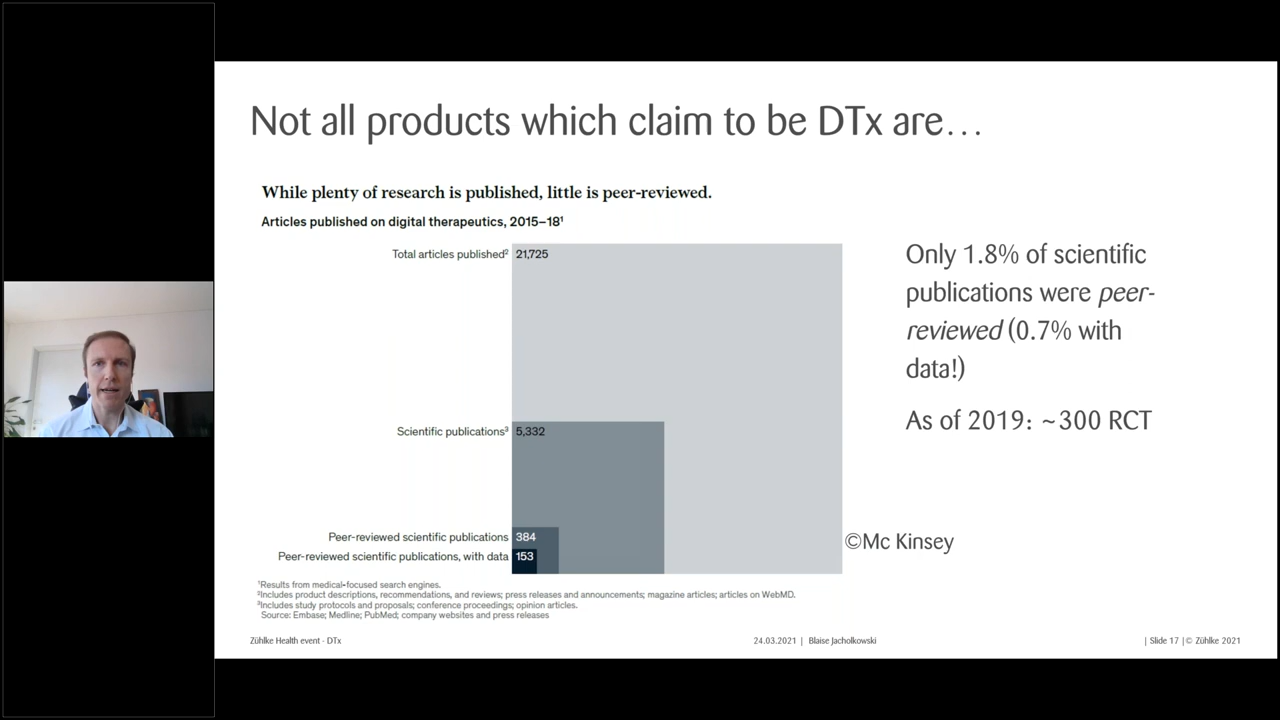 Not all products which claim to be DTx are…
While plenty of research is published, little is peer-reviewed.
Articles published on digital therapeutics, 2015–18¹
Total articles published² 21,725
Scientific publications³ 5,332
Peer-reviewed scientific publications 384
Peer-reviewed scientific publications, with data 153
Only 1.8% of scientific
publications were peer-
reviewed (0.7% with
data!)
As of 2019: ~300 RCT
©Mc Kinsey
¹Results from medical-focused search engines.
²Includes product descriptions, recommendations, and reviews; press releases and announcements; magazine articles; articles on WebMD.
³Includes study protocols and proposals; conference proceedings; opinion articles.
Source: Embase; Medline; PubMed; company websites and press releases
Zühlke Health event - DTx
24.03.2021 | Blaise Jacholkowski
| Slide 17 | © Zühlke 2021